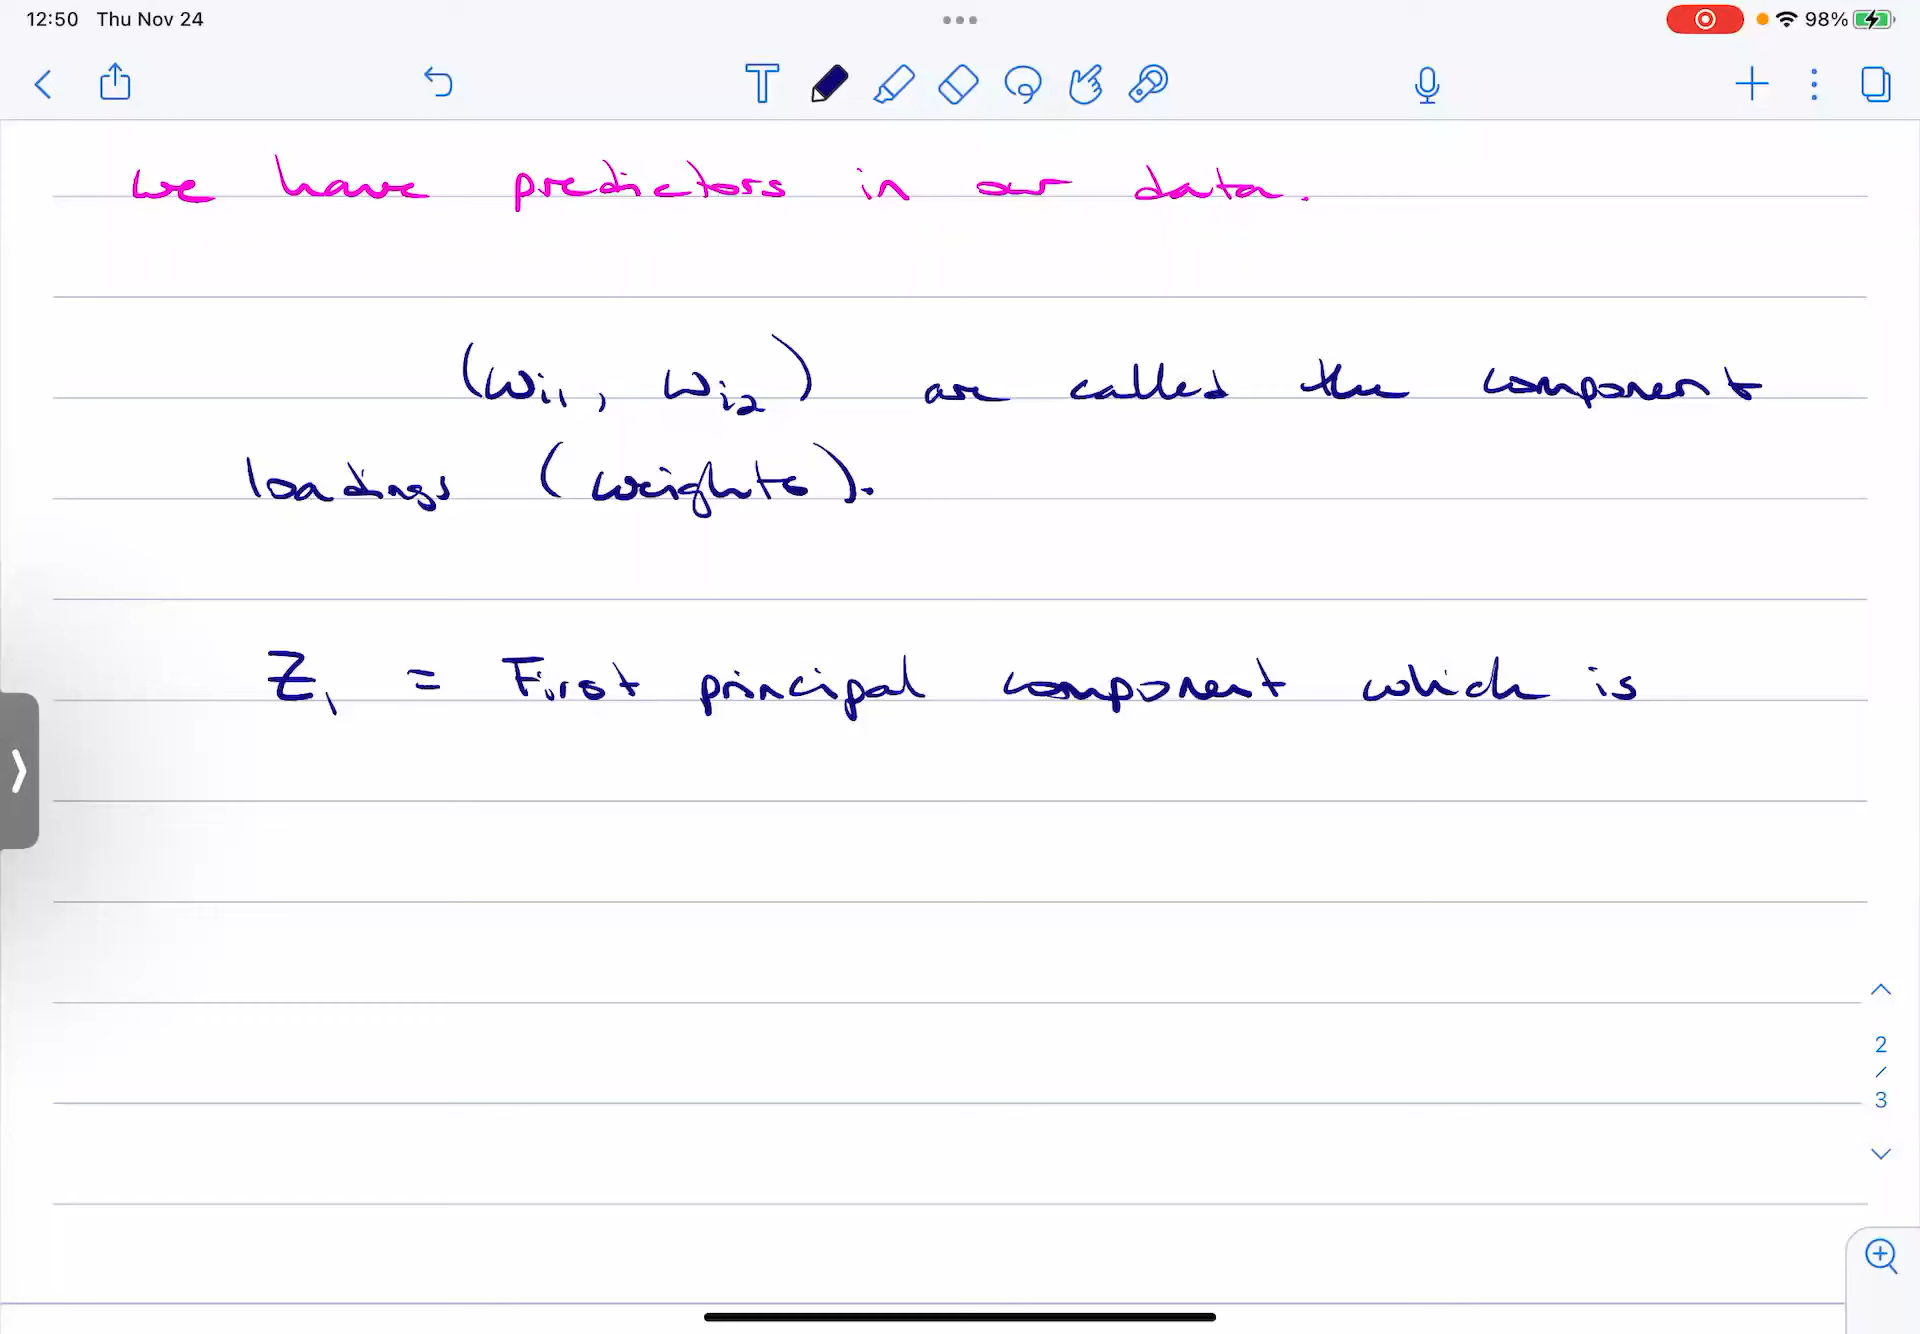 12:50 Thu Nov 24 98%
T
we have predictors in our data.
(wi1, wi2) are called the component
loadings (weights).
Z1 = First principal component which is
2
/
3